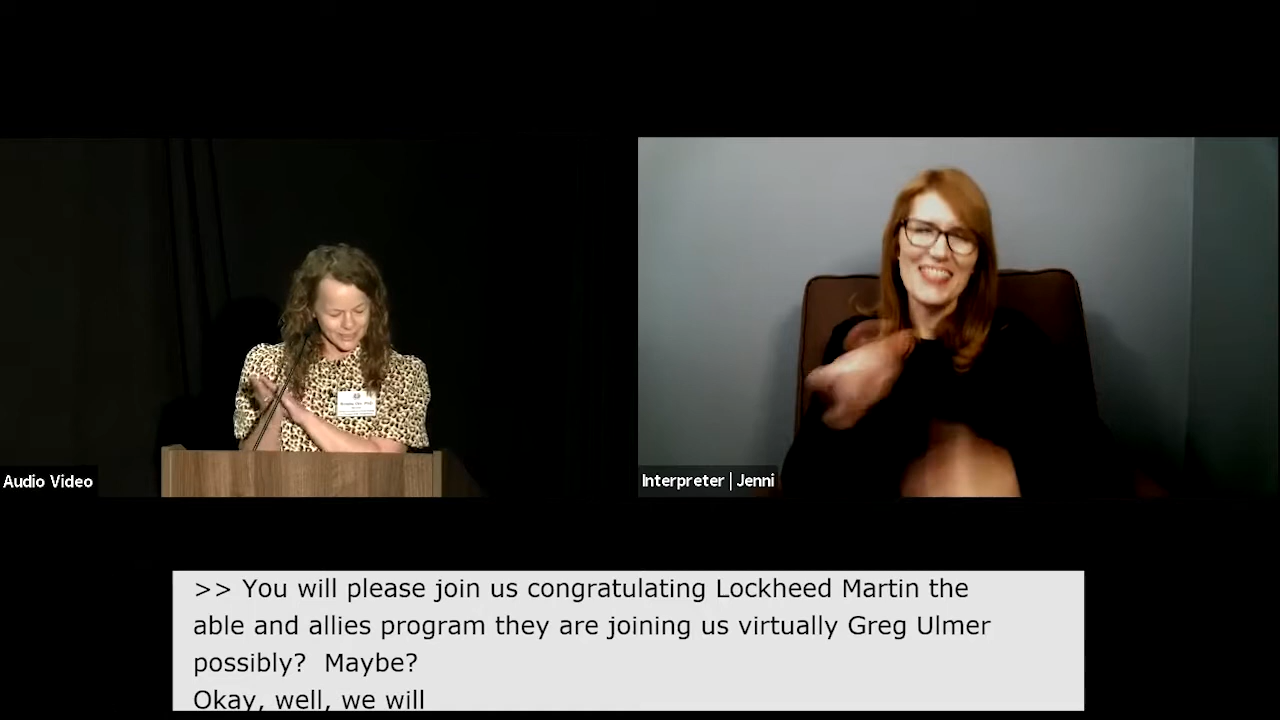 Audio Video
Interpreter | Jenni
>> You will please join us congratulating Lockheed Martin the
able and allies program they are joining us virtually Greg Ulmer
possibly?  Maybe?
Okay, well, we will